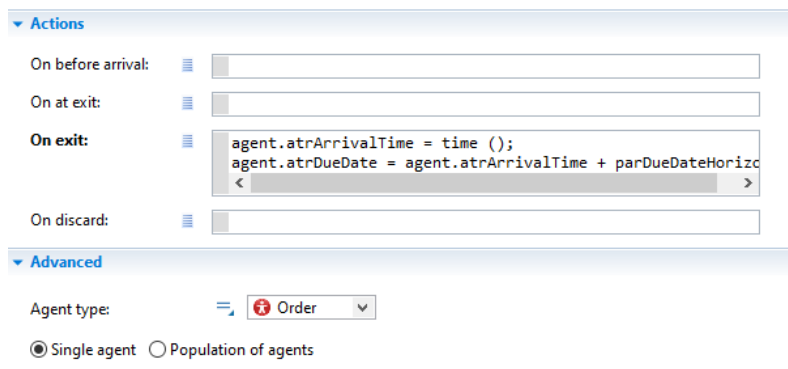 Actions
On before arrival:
On at exit:
On exit:
agent.atrArrivalTime = time ();
agent.atrDueDate = agent.atrArrivalTime + parDueDateHorizo
On discard:
Advanced
Agent type: Order
Single agent Population of agents